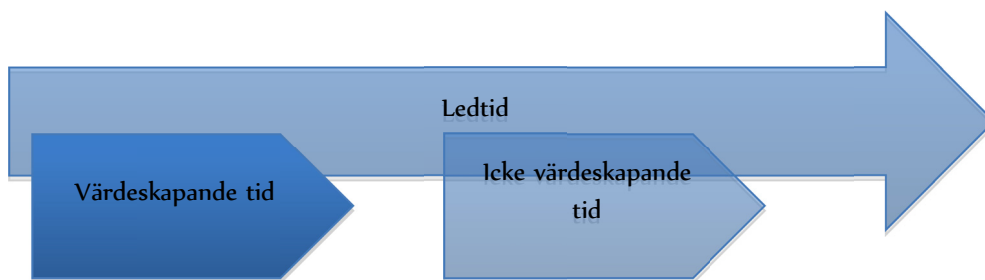 Ledtid
Värdeskapande tid
Icke värdeskapande
tid